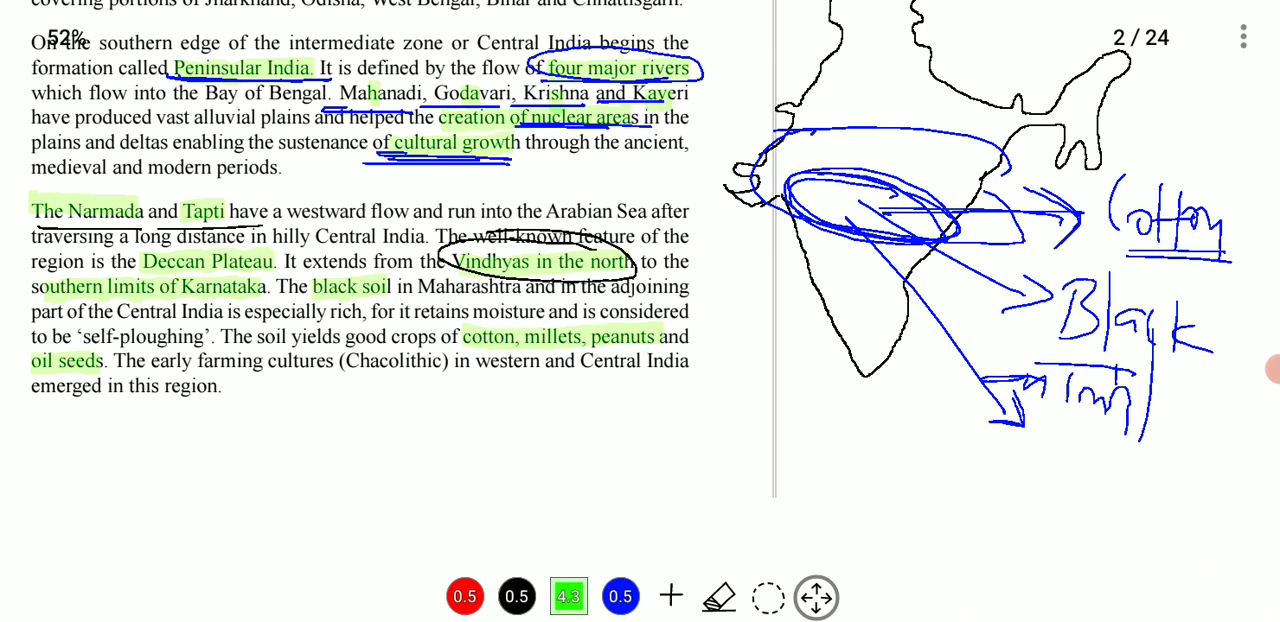 covering portions of Jharkhand, Odisha, West Bengal, Bihar and Chhattisgarh.
52%
2 / 24
On the southern edge of the intermediate zone or Central India begins the
formation called Peninsular India. It is defined by the flow of four major rivers
which flow into the Bay of Bengal. Mahanadi, Godavari, Krishna and Kaveri
have produced vast alluvial plains and helped the creation of nuclear areas in the
plains and deltas enabling the sustenance of cultural growth through the ancient,
medieval and modern periods.
The Narmada and Tapti have a westward flow and run into the Arabian Sea after
traversing a long distance in hilly Central India. The well-known feature of the
region is the Deccan Plateau. It extends from the Vindhyas in the north to the
southern limits of Karnataka. The black soil in Maharashtra and in the adjoining
part of the Central India is especially rich, for it retains moisture and is considered
to be ‘self-ploughing’. The soil yields good crops of cotton, millets, peanuts and
oil seeds. The early farming cultures (Chacolithic) in western and Central India
emerged in this region.
Cotton
Black
0.5 0.5 4.3 0.5